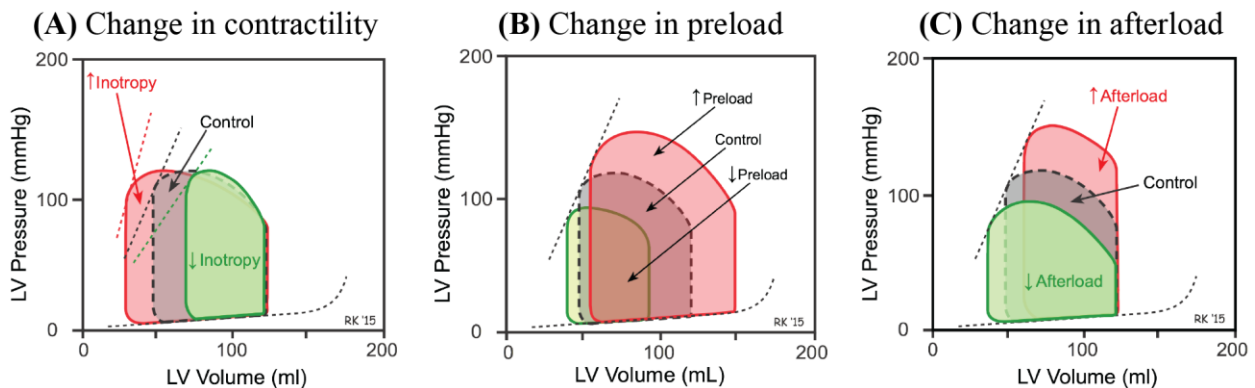 (A) Change in contractility
200
↑Inotropy
Control
100
↓Inotropy
0
RK '15
0
100
200
LV Pressure (mmHg)
LV Volume (ml)
(B) Change in preload
200
↑Preload
Control
↓Preload
100
0
RK '15
0
100
200
LV Pressure (mmHg)
LV Volume (mL)
(C) Change in afterload
200
↑Afterload
Control
100
↓Afterload
0
RK '15
0
100
200
LV Pressure (mmHg)
LV Volume (ml)